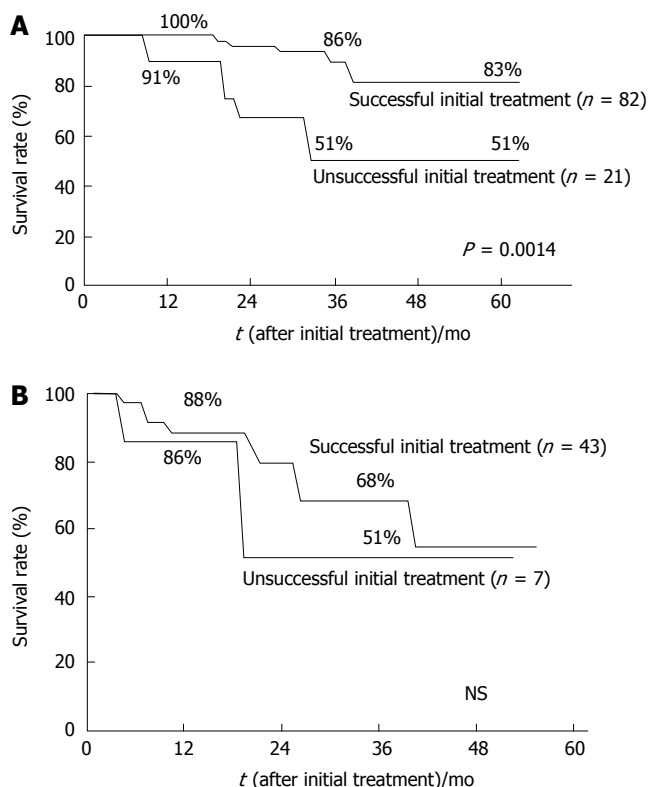 A
100%
86%
83%
91%
Successful initial treatment (n = 82)
51%
51%
Unsuccessful initial treatment (n = 21)
P = 0.0014
Survival rate (%)
100
80
60
40
20
0
0 12 24 36 48 60
t (after initial treatment)/mo
B
88%
Successful initial treatment (n = 43)
86%
68%
51%
Unsuccessful initial treatment (n = 7)
NS
Survival rate (%)
100
80
60
40
20
0
0 12 24 36 48 60
t (after initial treatment)/mo